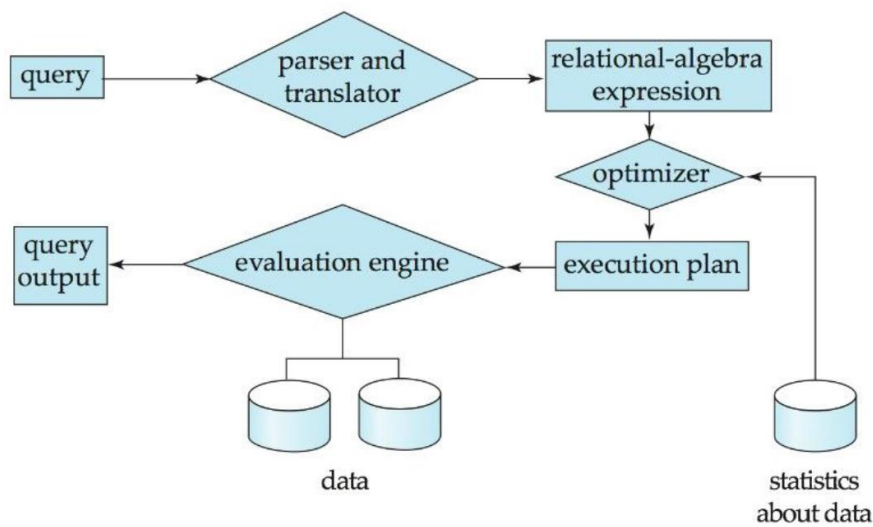 query
parser and
translator
relational-algebra
expression
optimizer
query
output
evaluation engine
execution plan
data
statistics
about data